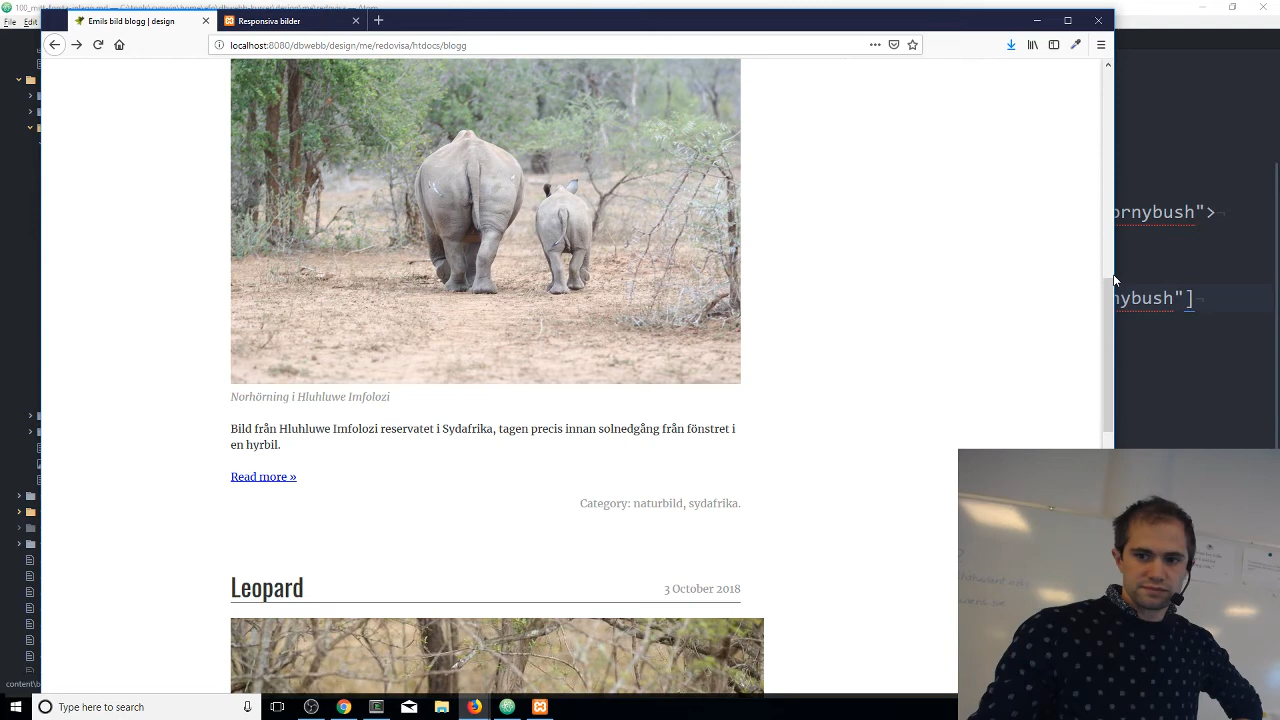 Emils bild blogg | design
Responsiva bilder
localhost:8080/dbwebb/design/me/redovisa/htdocs/blogg
ornybush">¬
nybush"]¬
Norhörning i Hluhluwe Imfolozi
Bild från Hluhluwe Imfolozi reservatet i Sydafrika, tagen precis innan solnedgång från fönstret i
en hyrbil.
Read more »
Category: naturbild, sydafrika.
Leopard
3 October 2018
content\b
Type here to search